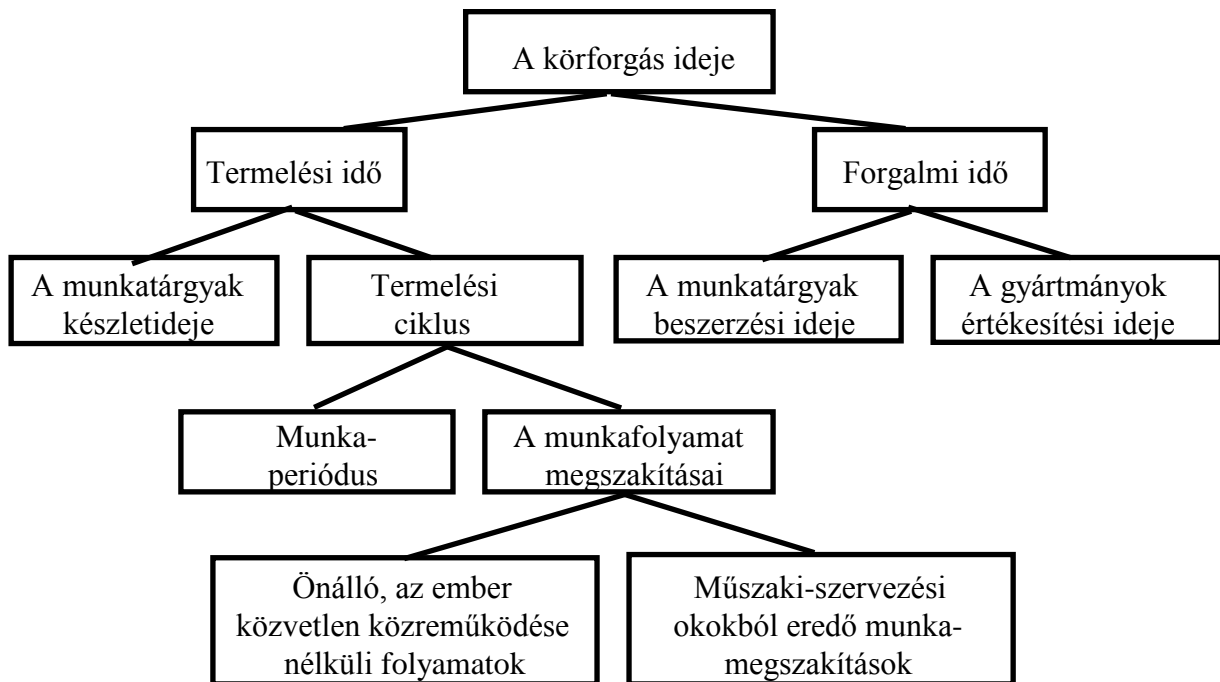 A körforgás ideje
Termelési idő
Forgalmi idő
A munkatárgyak
készletideje
Termelési
ciklus
A munkatárgyak
beszerzési ideje
A gyártmányok
értékesítési ideje
Munka-
periódus
A munkafolyamat
megszakításai
Önálló, az ember
közvetlen közreműködése
nélküli folyamatok
Műszaki-szervezési
okokból eredő munka-
megszakítások